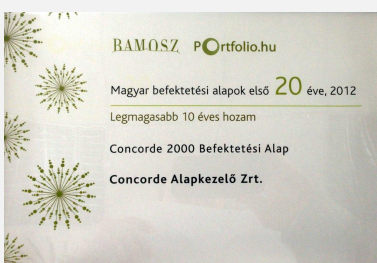 BAMOSZ PORTfolio.hu
Magyar befektetési alapok első 20 éve, 2012
Legmagasabb 10 éves hozam
Concorde 2000 Befektetési Alap
Concorde Alapkezelő Zrt.